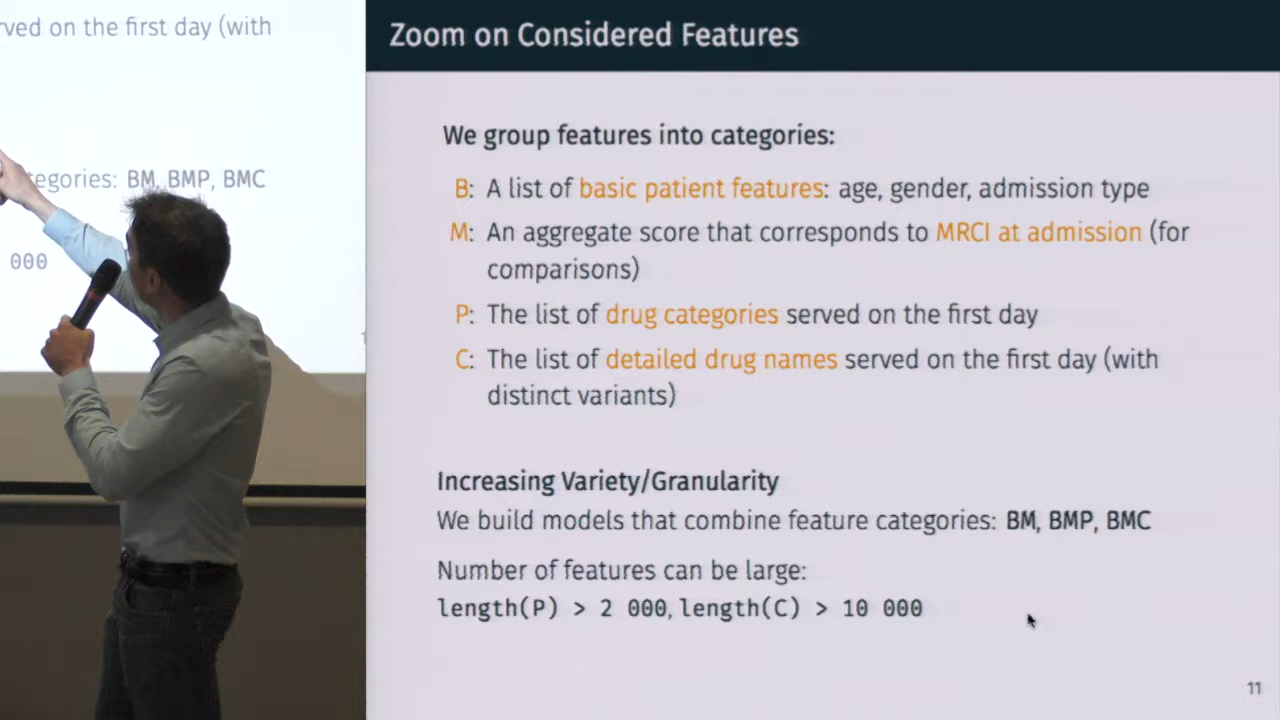 rved on the first day (with
tegories: BM, BMP, BMC
000
Zoom on Considered Features
We group features into categories:
B: A list of basic patient features: age, gender, admission type
M: An aggregate score that corresponds to MRCI at admission (for
comparisons)
P: The list of drug categories served on the first day
C: The list of detailed drug names served on the first day (with
distinct variants)
Increasing Variety/Granularity
We build models that combine feature categories: BM, BMP, BMC
Number of features can be large:
length(P) > 2 000, length(C) > 10 000
11